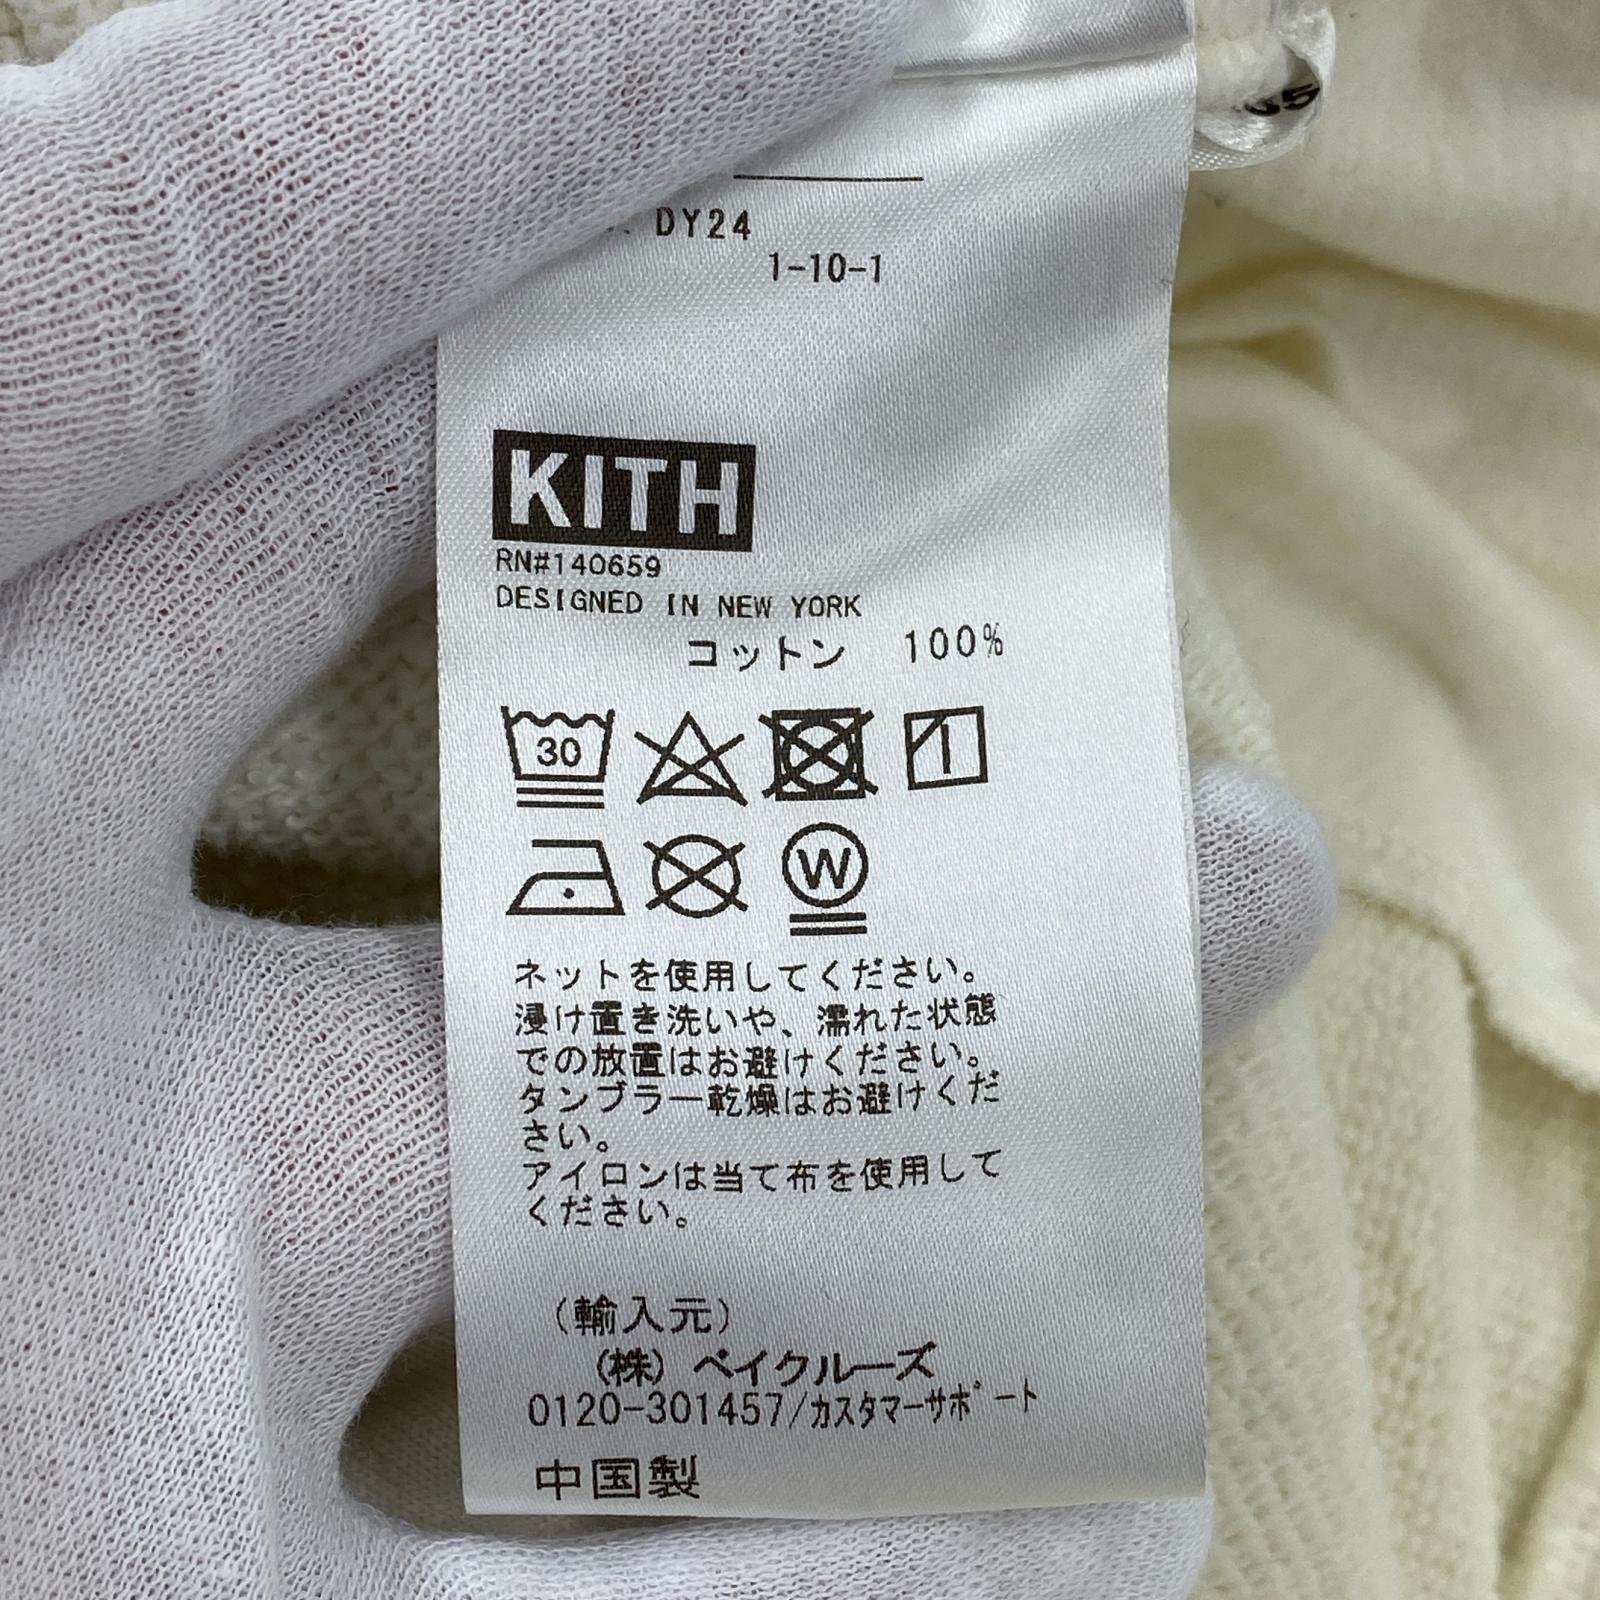 DY24
1-10-1
KITH
RN#140659
DESIGNED IN NEW YORK
コットン 100%
30
W
ネットを使用してください。
浸け置き洗いや、濡れた状態
での放置はお避けください。
タンブラー乾燥はお避けくだ
さい。
アイロンは当て布を使用して
ください。
(輸入元)
(株) ベイクルーズ
0120-301457/カスタマーサポート
中国製